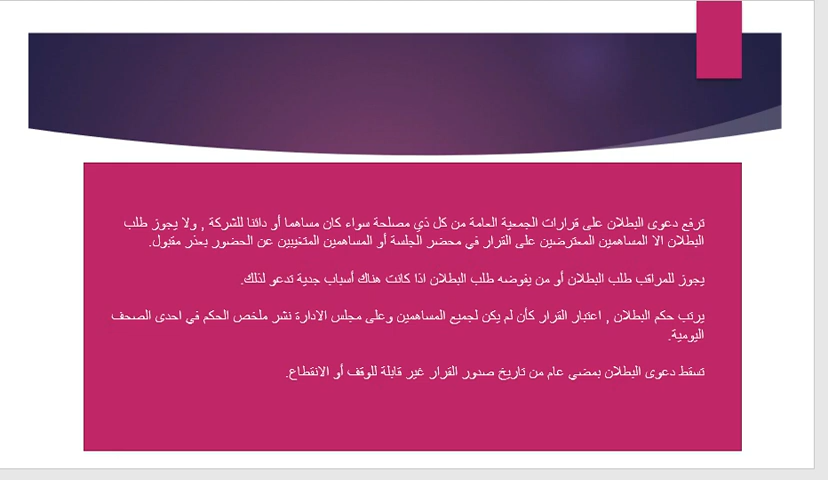 ترفع دعوى البطلان على قرارات الجمعية العامة من كل ذي مصلحة سواء كان مساهما أو دائنا للشركة , ولا يجوز طلب
البطلان الا المساهمين المعترضين على القرار في محضر الجلسة أو المساهمين المتغيبين عن الحضور بعذر مقبول.
يجوز للمراقب طلب البطلان أو من يفوضه طلب البطلان اذا كانت هناك أسباب جدية تدعو لذلك.
يرتب حكم البطلان , اعتبار القرار كأن لم يكن لجميع المساهمين وعلى مجلس الادارة نشر ملخص الحكم في احدى الصحف
اليومية.
تسقط دعوى البطلان بمضي عام من تاريخ صدور القرار غير قابلة للوقف أو الانقطاع.